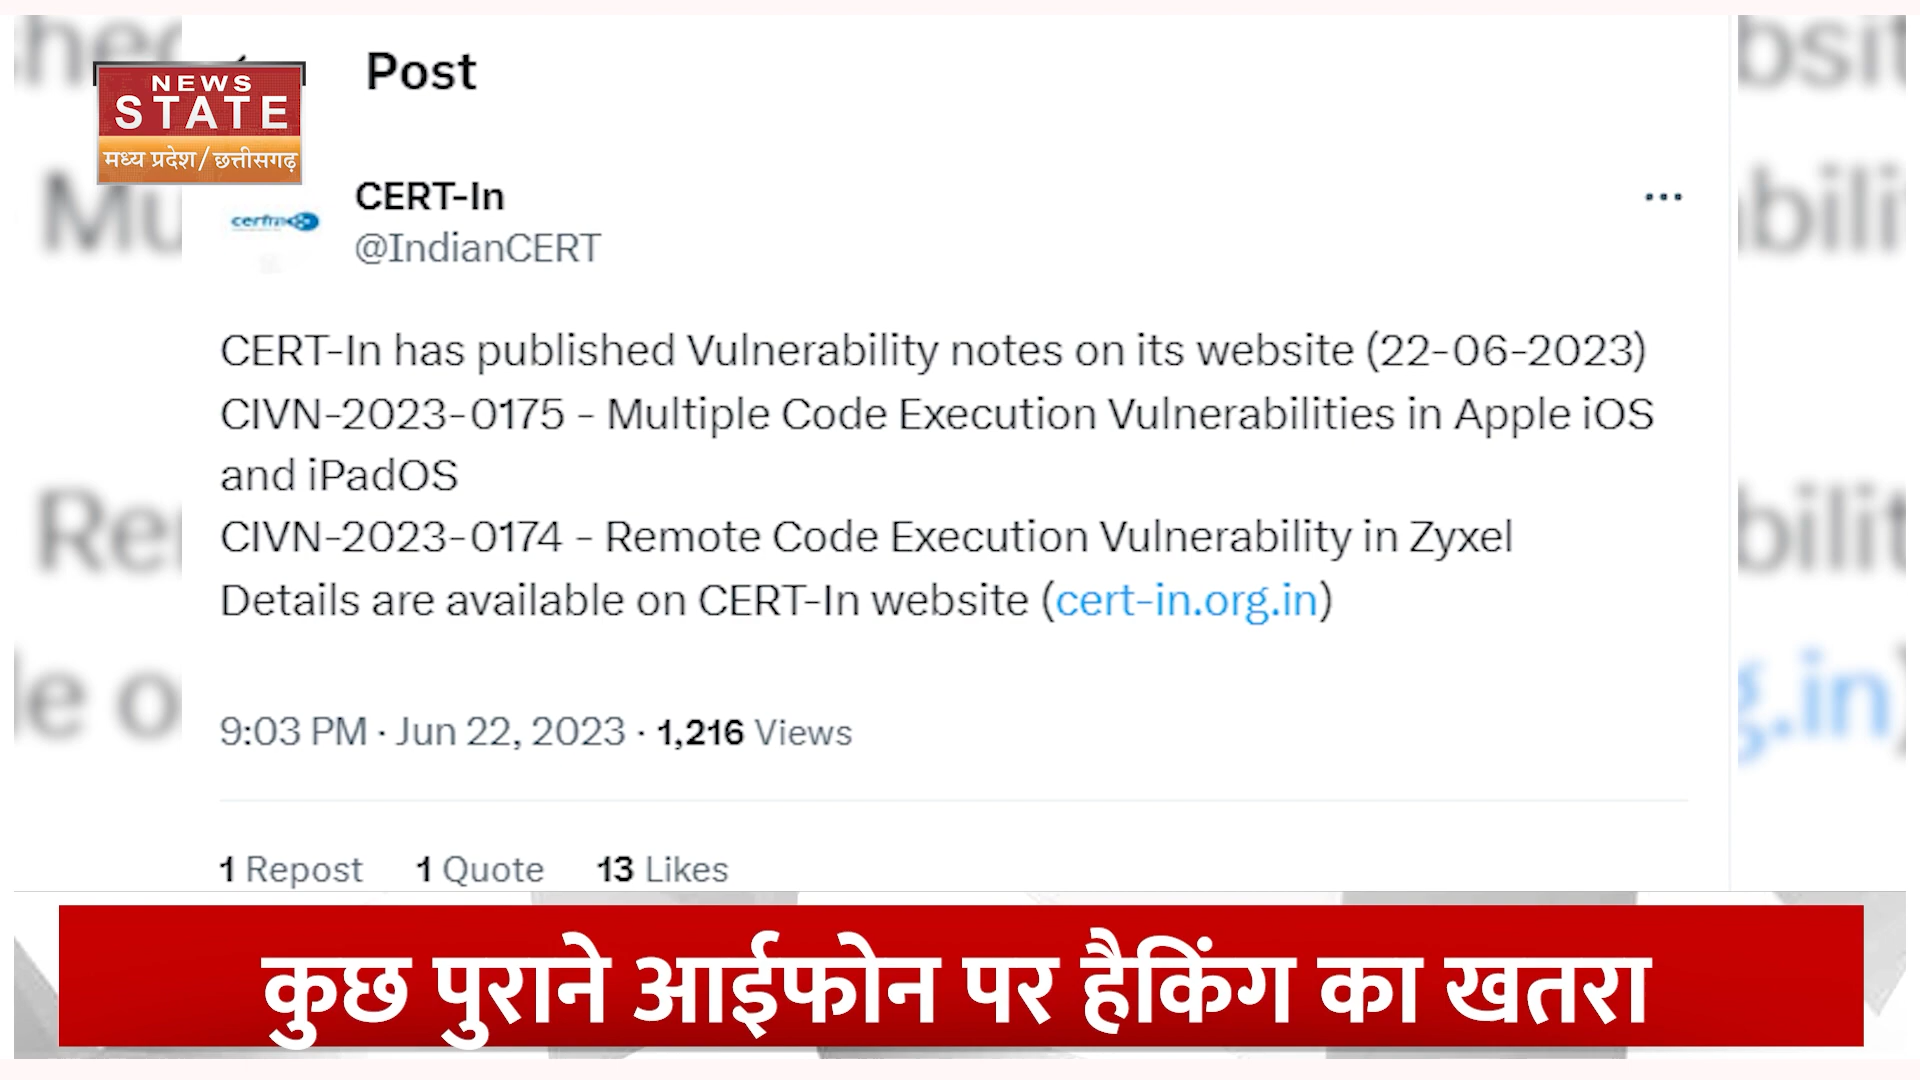 Post
NEWS
STATE
मध्य प्रदेश/छत्तीसगढ़
CERT-In
@IndianCERT
CERT-In has published Vulnerability notes on its website (22-06-2023)
CIVN-2023-0175 - Multiple Code Execution Vulnerabilities in Apple iOS
and iPadOS
CIVN-2023-0174 - Remote Code Execution Vulnerability in Zyxel
Details are available on CERT-In website (cert-in.org.in)
9:03 PM · Jun 22, 2023 · 1,216 Views
1 Repost 1 Quote 13 Likes
कुछ पुराने आईफोन पर हैकिंग का खतरा